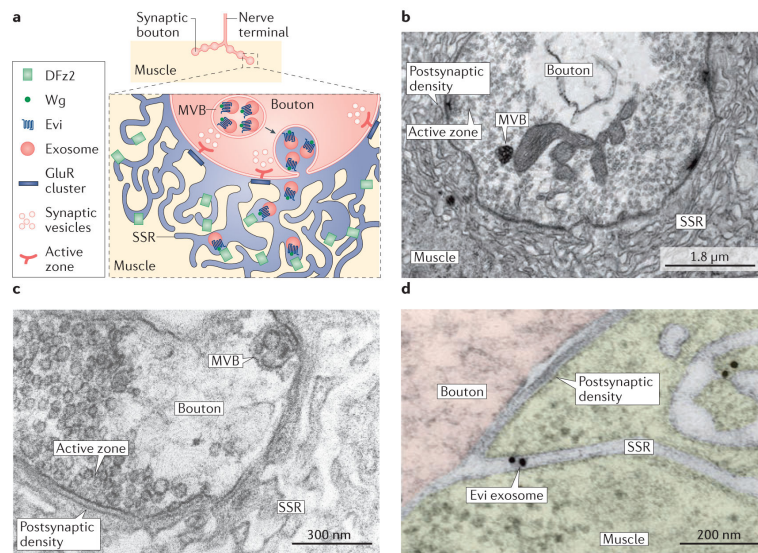 a
Synaptic
bouton
Nerve
terminal
Muscle
DFz2
Wg
Evi
Exosome
GluR
cluster
Synaptic
vesicles
Active
zone
MVB
Bouton
SSR
Muscle
b
Postsynaptic
density
Active zone
Bouton
MVB
SSR
Muscle
1.8 µm
c
MVB
Bouton
Active zone
Postsynaptic
density
SSR
300 nm
d
Bouton
Postsynaptic
density
SSR
Evi exosome
Muscle
200 nm